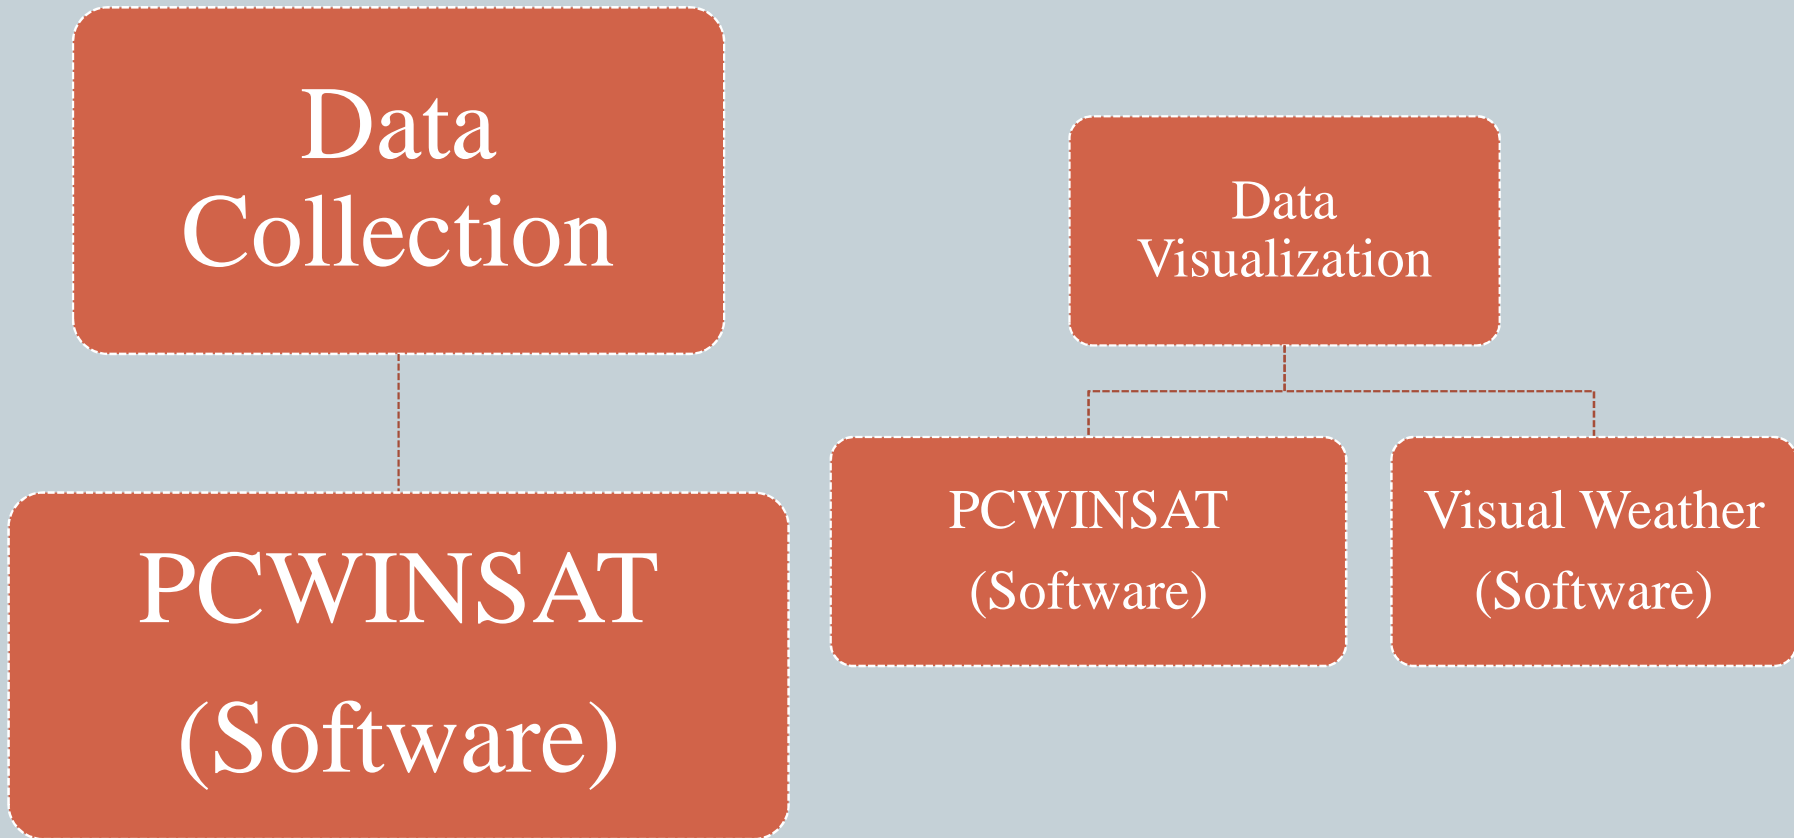 Data
Collection
PCWINSAT
(Software)
Data
Visualization
PCWINSAT
(Software)
Visual Weather
(Software)